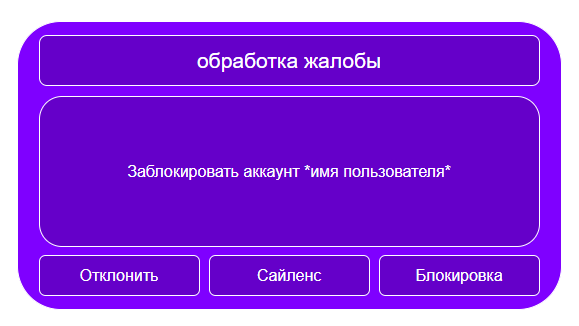 обработка жалобы
Заблокировать аккаунт *имя пользователя*
Отклонить
Сайленс
Блокировка